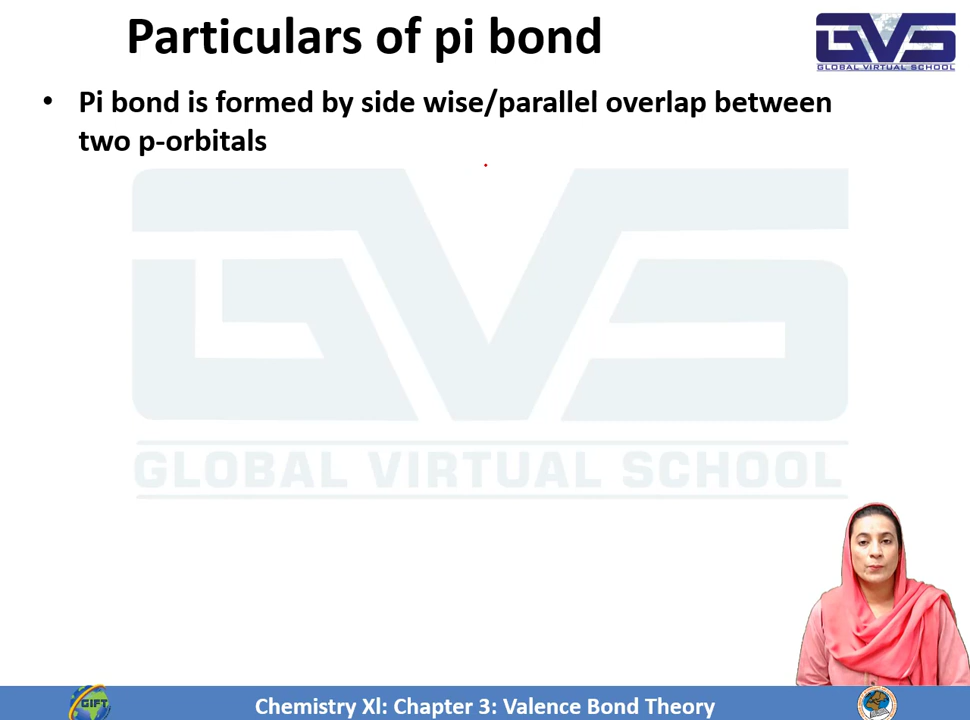 Particulars of pi bond
GVS
GLOBAL VIRTUAL SCHOOL
• Pi bond is formed by side wise/parallel overlap between
two p-orbitals
GVS
GLOBAL VIRTUAL SCHOOL
GIFT
Chemistry Xl: Chapter 3: Valence Bond Theory